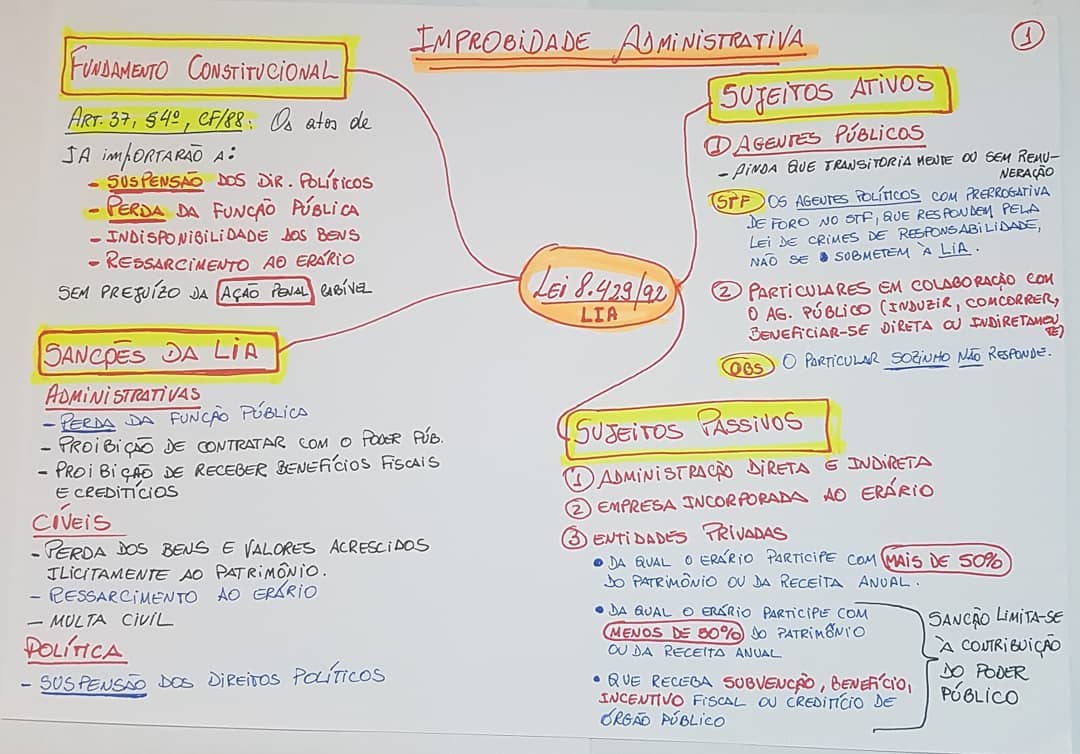 IMPROBIDADE ADMINISTRATIVA
1
FUNDAMENTO CONSTITUCIONAL
ART. 37, §4º, CF/88: Os atos de
IA IMPORTARÃO A:
- SUSPENSÃO DOS DIR. POLÍTICOS
- PERDA DA FUNÇÃO PÚBLICA
- INDISPONIBILIDADE DOS BENS
- RESSARCIMENTO AO ERÁRIO
SEM PREJUÍZO DA AÇÃO PENAL CABÍVEL
LEI 8.429/92
LIA
SANÇÕES DA LIA
ADMINISTRATIVAS
- PERDA DA FUNÇÃO PÚBLICA
- PROIBIÇÃO DE CONTRATAR COM O PODER PÚB.
- PROIBIÇÃO DE RECEBER BENEFÍCIOS FISCAIS
E CREDITÍCIOS
CÍVEIS
- PERDA DOS BENS E VALORES ACRESCIDOS
ILICITAMENTE AO PATRIMÔNIO.
- RESSARCIMENTO AO ERÁRIO
- MULTA CIVIL
POLÍTICA
- SUSPENSÃO DOS DIREITOS POLÍTICOS
SUJEITOS ATIVOS
① AGENTES PÚBLICOS
- AINDA QUE TRANSITORIAMENTE OU SEM REMU-
NERAÇÃO
STF OS AGENTES POLÍTICOS COM PRERROGATIVA
DE FORO NO STF, QUE RESPONDEM PELA
LEI DE CRIMES DE RESPONSABILIDADE,
NÃO SE SUBMETEM À LIA.
② PARTICULARES EM COLABORAÇÃO COM
O AG. PÚBLICO (INDUZIR, CONCORRER,
BENEFICIAR-SE DIRETA OU INDIRETAMEN
TE)
OBS O PARTICULAR SOZINHO NÃO RESPONDE.
SUJEITOS PASSIVOS
① ADMINISTRAÇÃO DIRETA E INDIRETA
② EMPRESA INCORPORADA AO ERÁRIO
③ ENTIDADES PRIVADAS
• DA QUAL O ERÁRIO PARTICIPE COM MAIS DE 50%
DO PATRIMÔNIO OU DA RECEITA ANUAL.
• DA QUAL O ERÁRIO PARTICIPE COM
MENOS DE 50% DO PATRIMÔNIO
OU DA RECEITA ANUAL
• QUE RECEBA SUBVENÇÃO, BENEFÍCIO,
INCENTIVO FISCAL OU CREDITÍCIO DE
ÓRGÃO PÚBLICO
SANÇÃO LIMITA-SE
À CONTRIBUIÇÃO
DO PODER
PÚBLICO